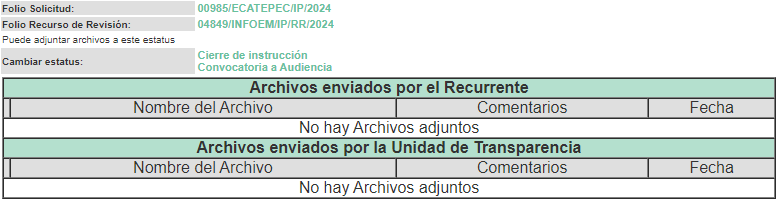 Folio Solicitud: 00985/ECATEPEC/IP/2024
Folio Recurso de Revisión: 04849/INFOEM/IP/RR/2024
Puede adjuntar archivos a este estatus
Cambiar estatus: Cierre de instrucción
Convocatoria a Audiencia
Archivos enviados por el Recurrente
Nombre del Archivo Comentarios Fecha
No hay Archivos adjuntos
Archivos enviados por la Unidad de Transparencia
Nombre del Archivo Comentarios Fecha
No hay Archivos adjuntos